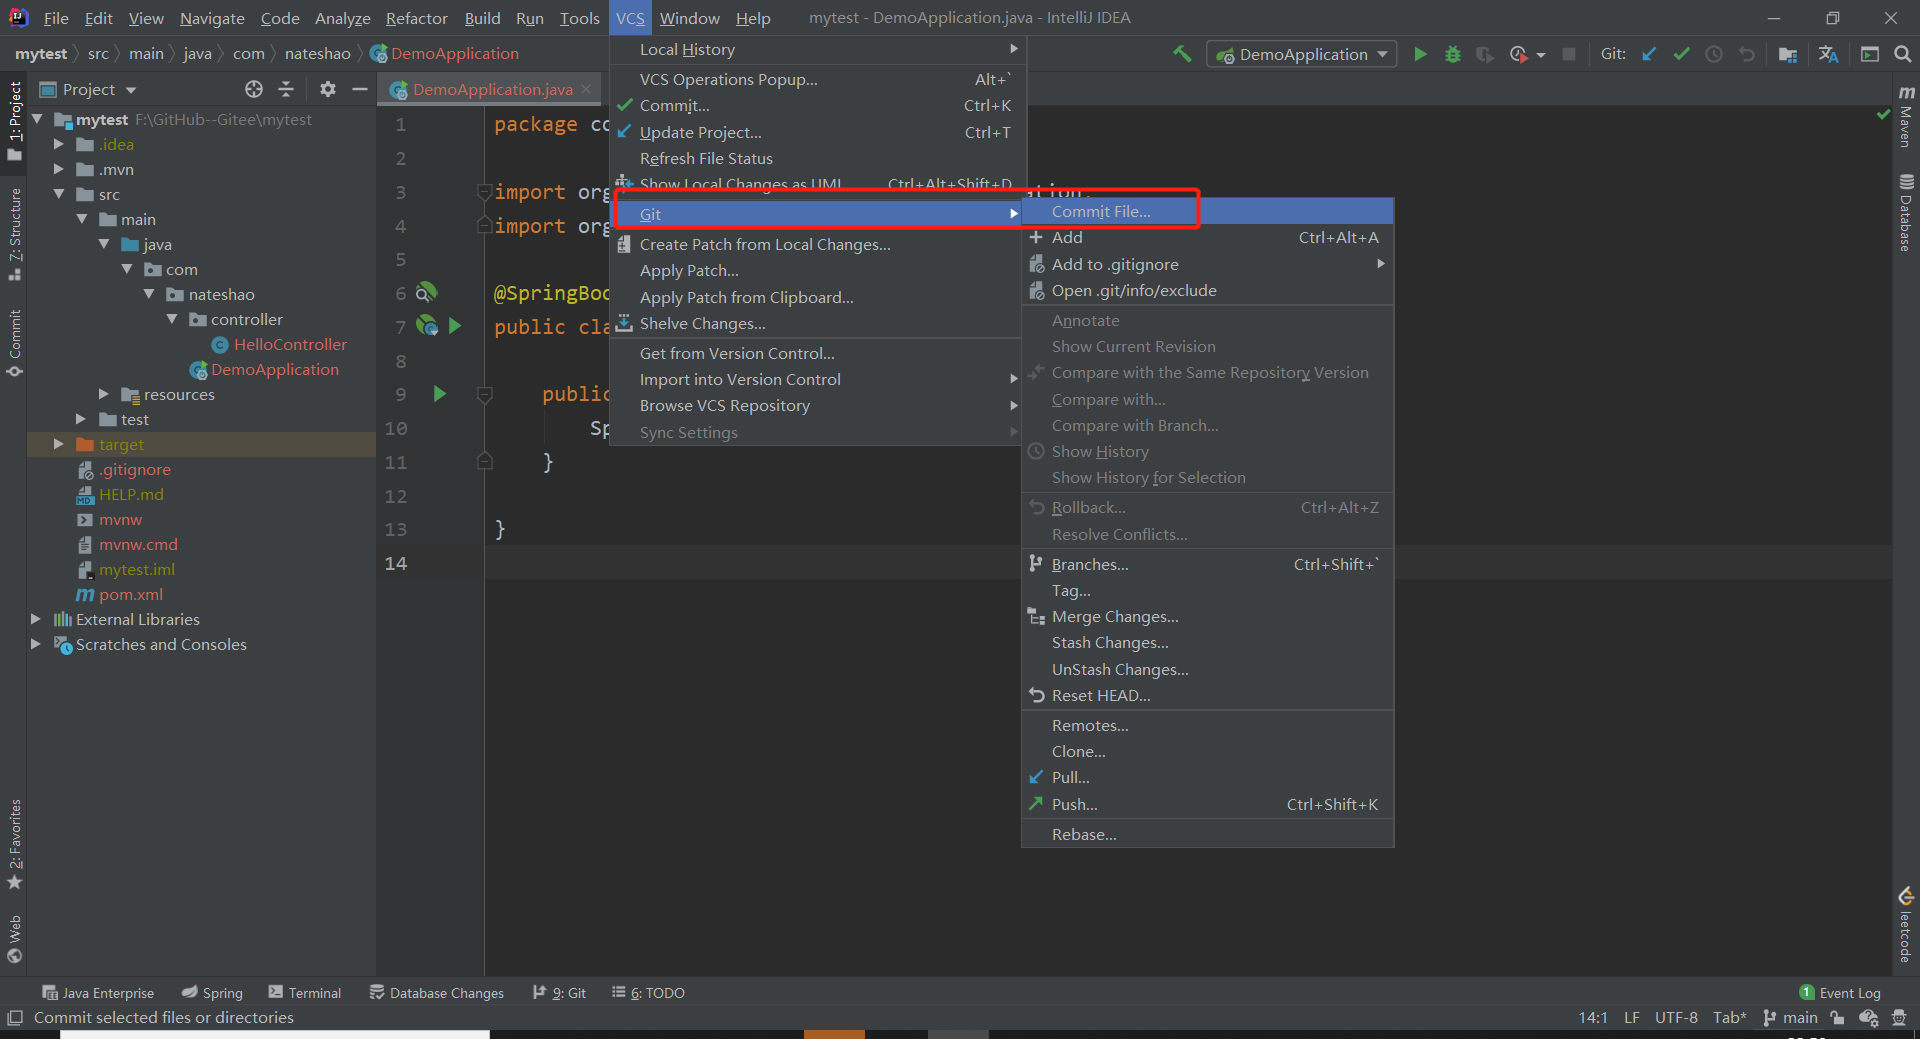 File Edit View Navigate Code Analyze Refactor Build Run Tools VCS Window Help mytest - DemoApplication.java - IntelliJ IDEA
mytest src main java com nateshao DemoApplication
DemoApplication Git:
Project
DemoApplication.java
1: Project
7: Structure
Commit
2: Favorites
Web
mytest F:\GitHub--Gitee\mytest
.idea
.mvn
src
main
java
com
nateshao
controller
HelloController
DemoApplication
resources
test
target
.gitignore
HELP.md
mvnw
mvnw.cmd
mytest.iml
pom.xml
External Libraries
Scratches and Consoles
1 package co
2
3 import org ation
4 import org
5
6 @SpringBoo
7 public cla
8
9 public
10 Sp
11 }
12
13 }
14
Local History
VCS Operations Popup... Alt+`
Commit... Ctrl+K
Update Project... Ctrl+T
Refresh File Status
Show Local Changes as UML Ctrl+Alt+Shift+D
Git
Create Patch from Local Changes...
Apply Patch...
Apply Patch from Clipboard...
Shelve Changes...
Get from Version Control...
Import into Version Control
Browse VCS Repository
Sync Settings
Commit File...
Add Ctrl+Alt+A
Add to .gitignore
Open .git/info/exclude
Annotate
Show Current Revision
Compare with the Same Repository Version
Compare with...
Compare with Branch...
Show History
Show History for Selection
Rollback... Ctrl+Alt+Z
Resolve Conflicts...
Branches... Ctrl+Shift+`
Tag...
Merge Changes...
Stash Changes...
UnStash Changes...
Reset HEAD...
Remotes...
Clone...
Pull...
Push... Ctrl+Shift+K
Rebase...
Maven
Database
leetcode
Java Enterprise Spring Terminal Database Changes 9: Git 6: TODO 1 Event Log
Commit selected files or directories 14:1 LF UTF-8 Tab* main